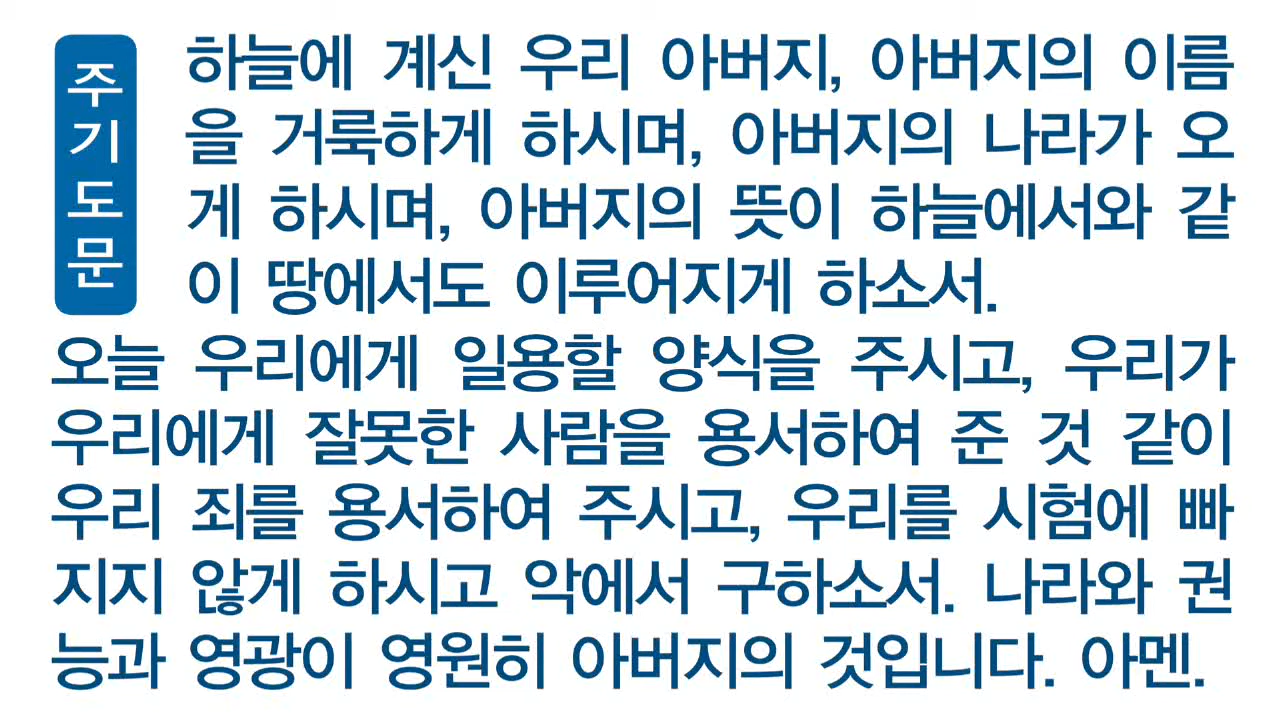 주기도문
하늘에 계신 우리 아버지, 아버지의 이름
을 거룩하게 하시며, 아버지의 나라가 오
게 하시며, 아버지의 뜻이 하늘에서와 같
이 땅에서도 이루어지게 하소서.
오늘 우리에게 일용할 양식을 주시고, 우리가
우리에게 잘못한 사람을 용서하여 준 것 같이
우리 죄를 용서하여 주시고, 우리를 시험에 빠
지지 않게 하시고 악에서 구하소서. 나라와 권
능과 영광이 영원히 아버지의 것입니다. 아멘.